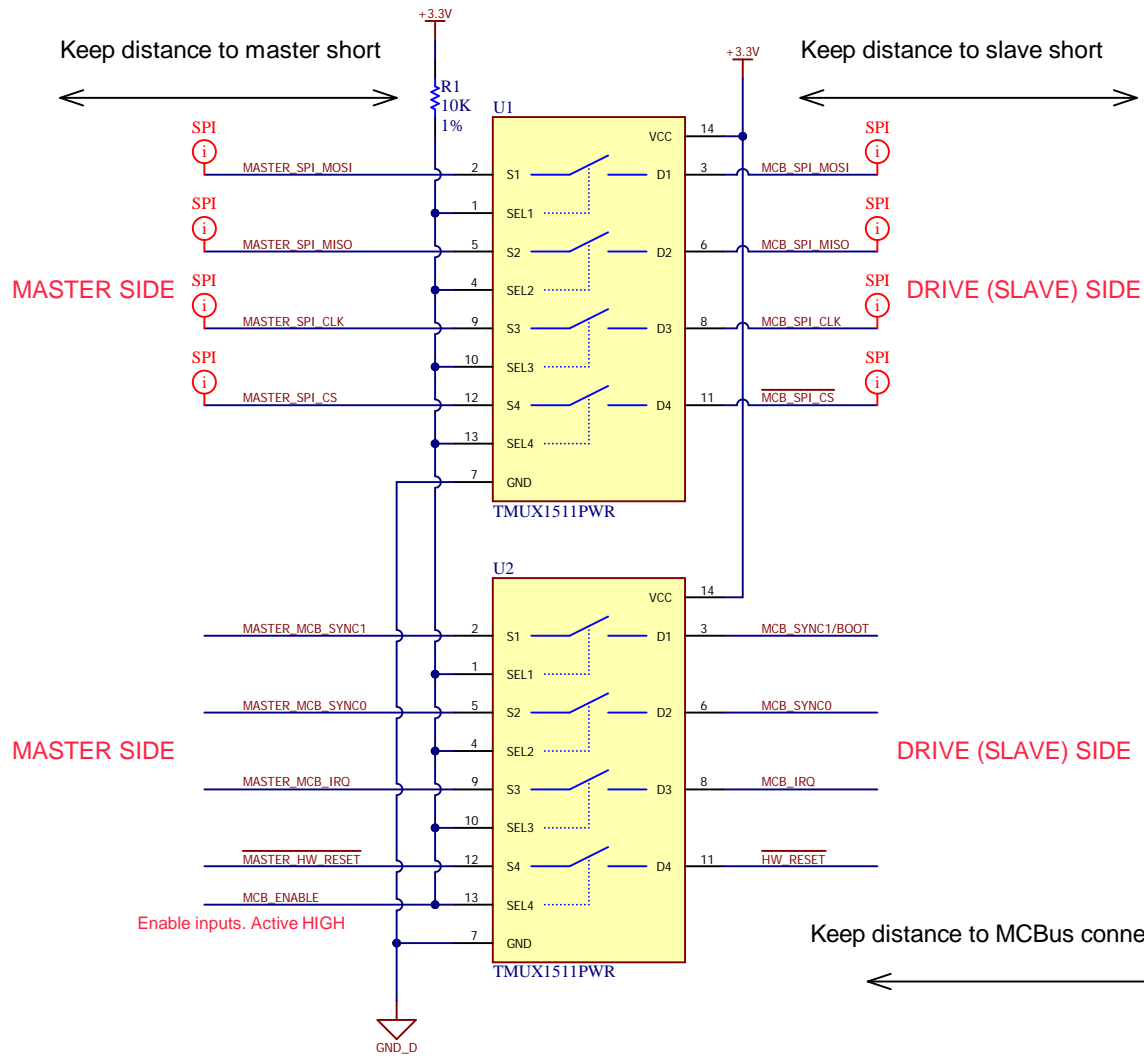 +3.3V
Keep distance to master short
+3.3V
Keep distance to slave short
R1
10K
1%
U1
VCC 14
SPI
i
MASTER_SPI_MOSI 2 S1 D1 3 MCB_SPI_MOSI
SPI
i
1 SEL1
SPI
i
MASTER_SPI_MISO 5 S2 D2 6 MCB_SPI_MISO
SPI
i
4 SEL2
MASTER SIDE
DRIVE (SLAVE) SIDE
SPI
i
MASTER_SPI_CLK 9 S3 D3 8 MCB_SPI_CLK
SPI
i
10 SEL3
SPI
i
MASTER_SPI_CS 12 S4 D4 11 MCB_SPI_CS
SPI
i
13 SEL4
7 GND
TMUX1511PWR
U2
VCC 14
MASTER_MCB_SYNC1 2 S1 D1 3 MCB_SYNC1/BOOT
1 SEL1
MASTER_MCB_SYNC0 5 S2 D2 6 MCB_SYNC0
4 SEL2
MASTER SIDE
DRIVE (SLAVE) SIDE
MASTER_MCB_IRQ 9 S3 D3 8 MCB_IRQ
10 SEL3
MASTER_HW_RESET 12 S4 D4 11 HW_RESET
MCB_ENABLE 13 SEL4
Enable inputs. Active HIGH
7 GND
Keep distance to MCBus conne
TMUX1511PWR
GND_D